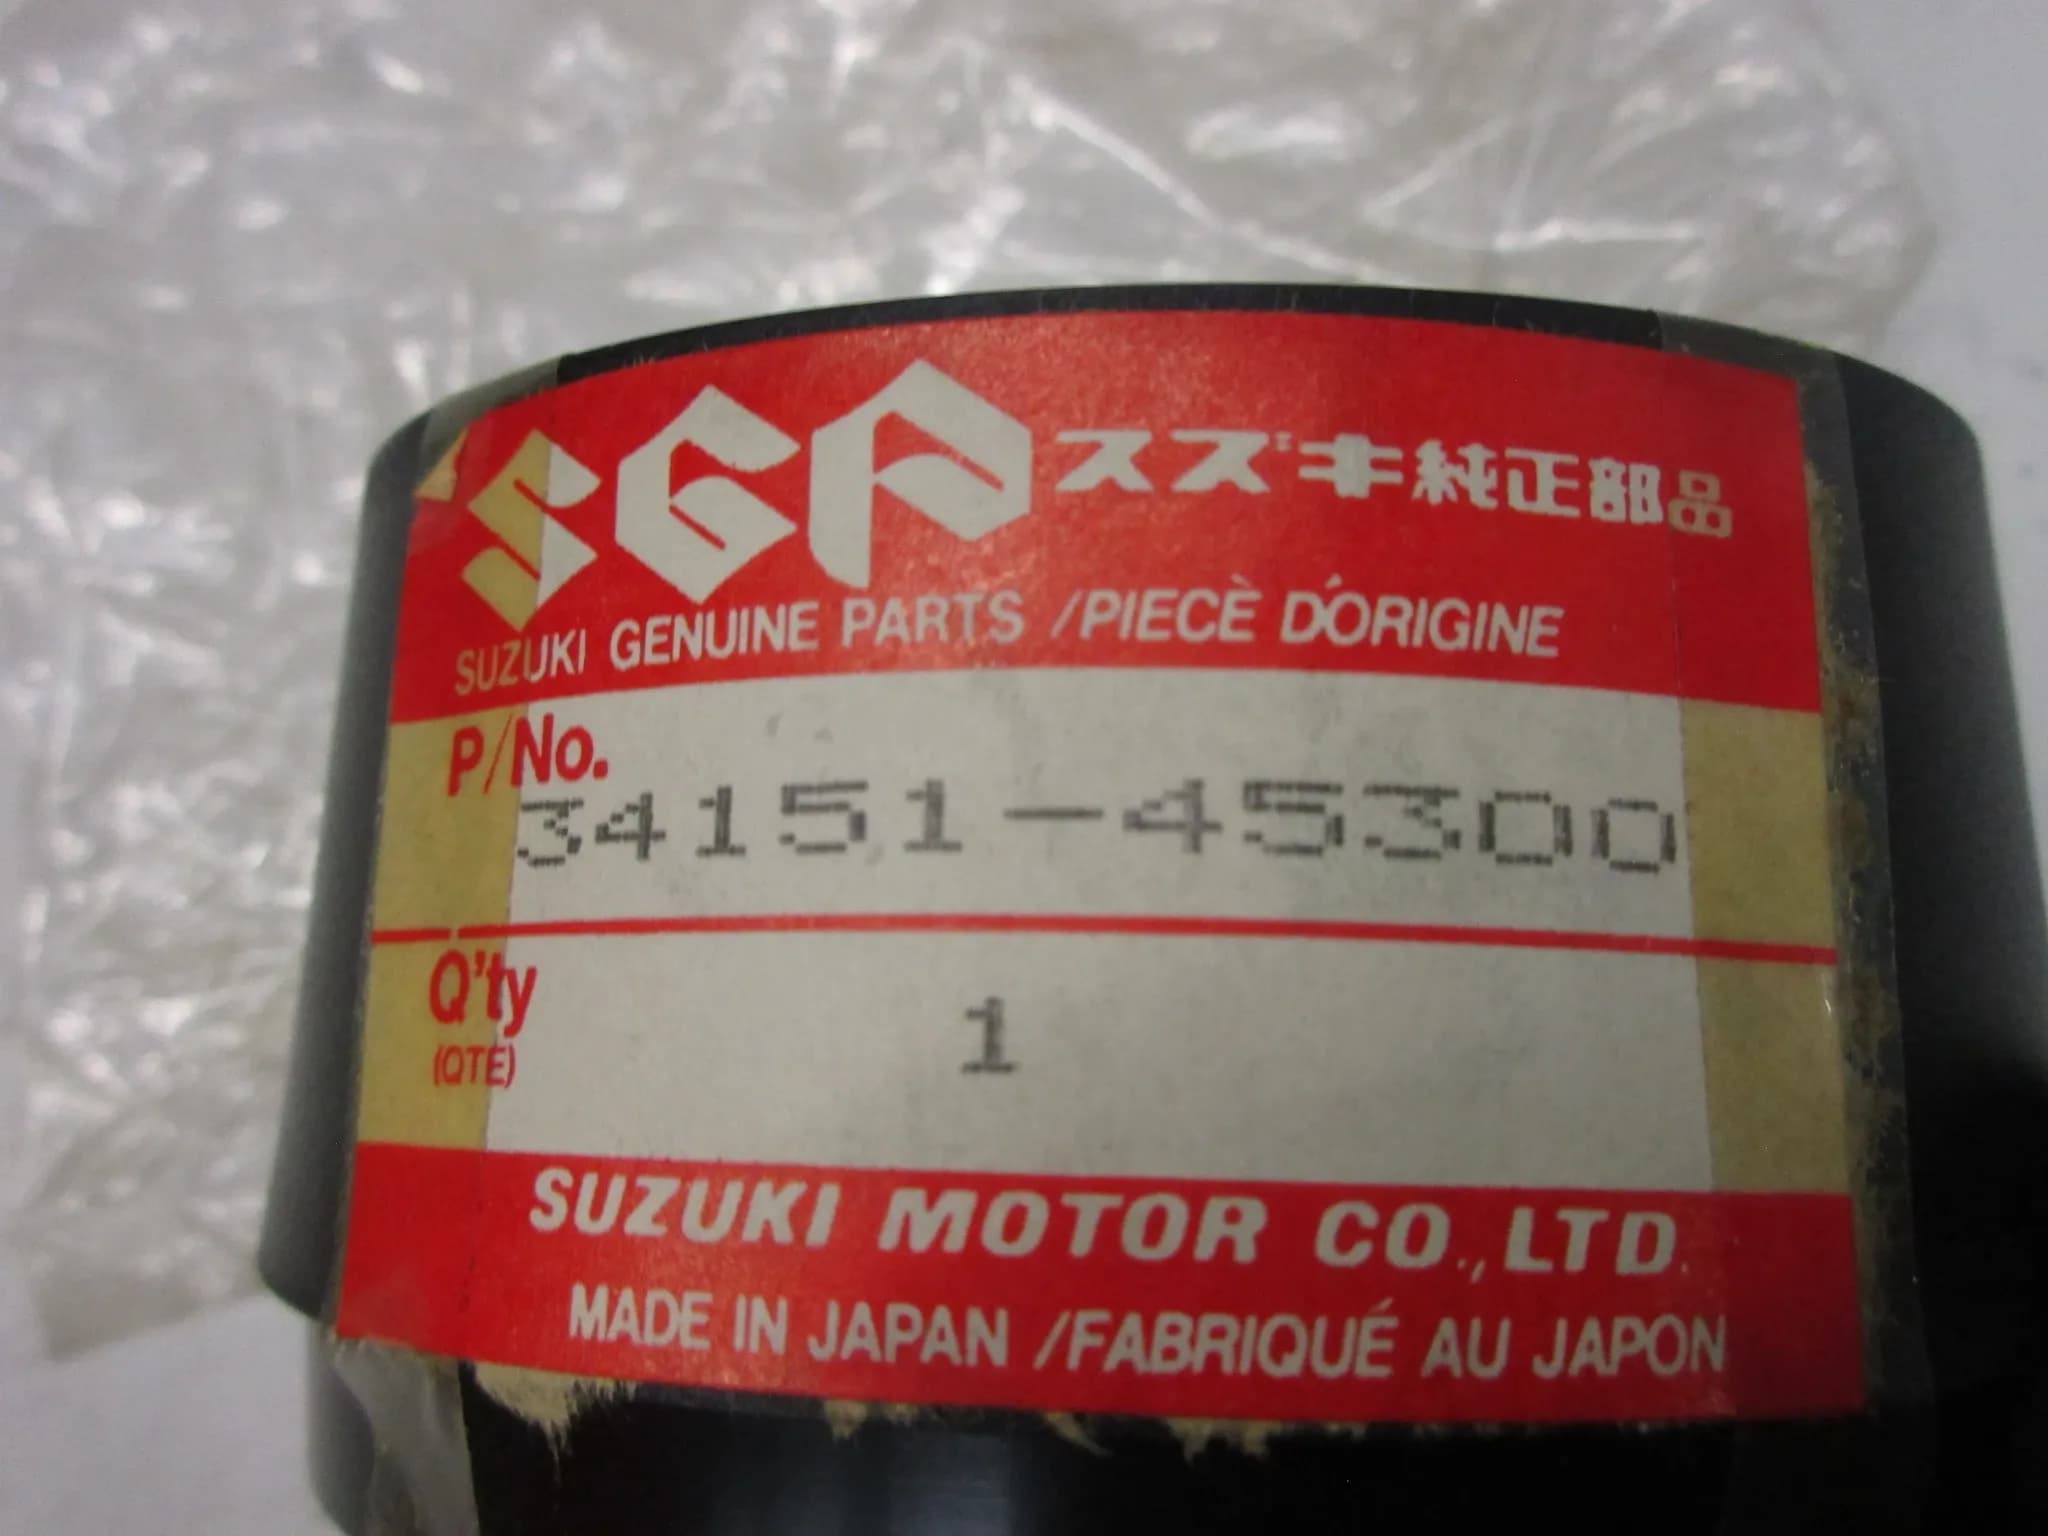 SGP スズキ純正部品
SUZUKI GENUINE PARTS /PIECÈ D'ORIGINE
P/No.
34151-45300
Q'ty
(QTE)
1
SUZUKI MOTOR CO., LTD.
MADE IN JAPAN /FABRIQUÉ AU JAPON